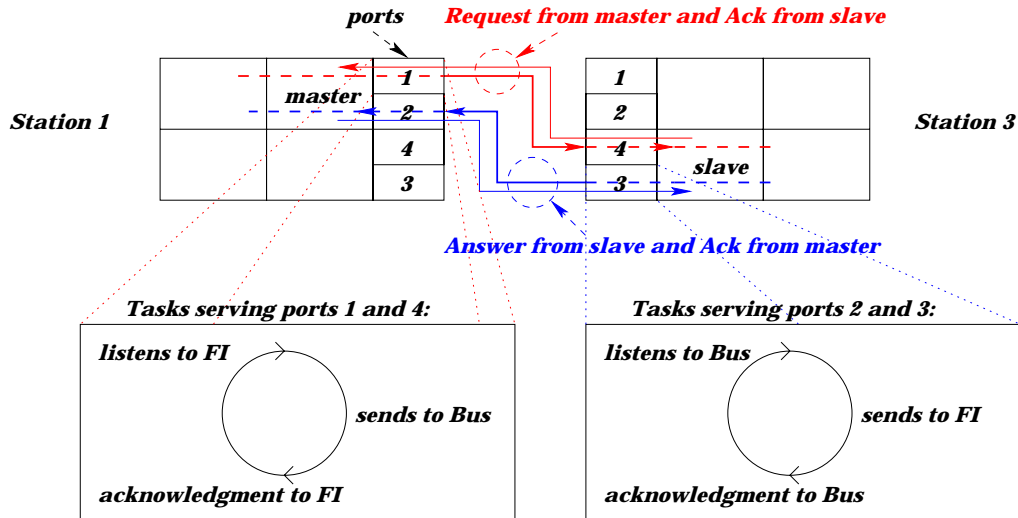 ports
Request from master and Ack from slave
Station 1
master
1
2
4
3
1
2
4
3
slave
Station 3
Answer from slave and Ack from master
Tasks serving ports 1 and 4:
listens to FI
sends to Bus
acknowledgment to FI
Tasks serving ports 2 and 3:
listens to Bus
sends to FI
acknowledgment to Bus